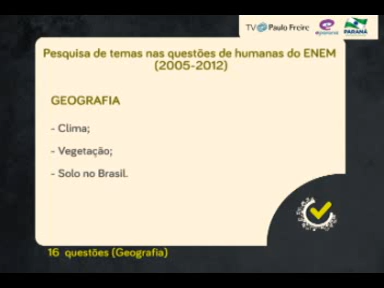 TV Paulo Freire
PARANÁ
Pesquisa de temas nas questões de humanas do ENEM
(2005-2012)
GEOGRAFIA
- Clima;
- Vegetação;
- Solo no Brasil.
16 questões (Geografia)